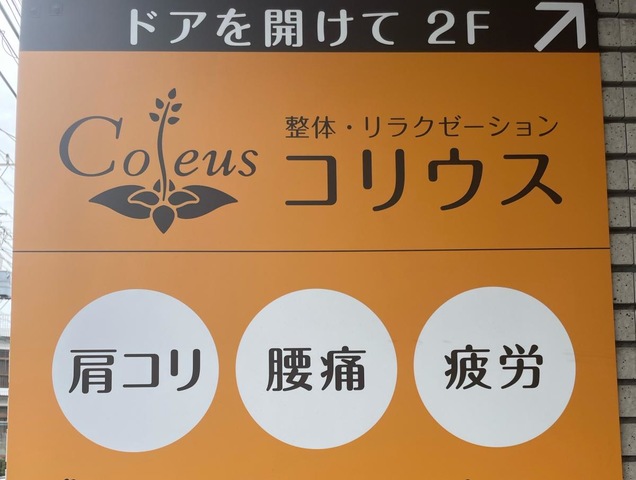 ドアを開けて 2F
Coleus
整体・リラクゼーション
コリウス
肩コリ
腰痛
疲労